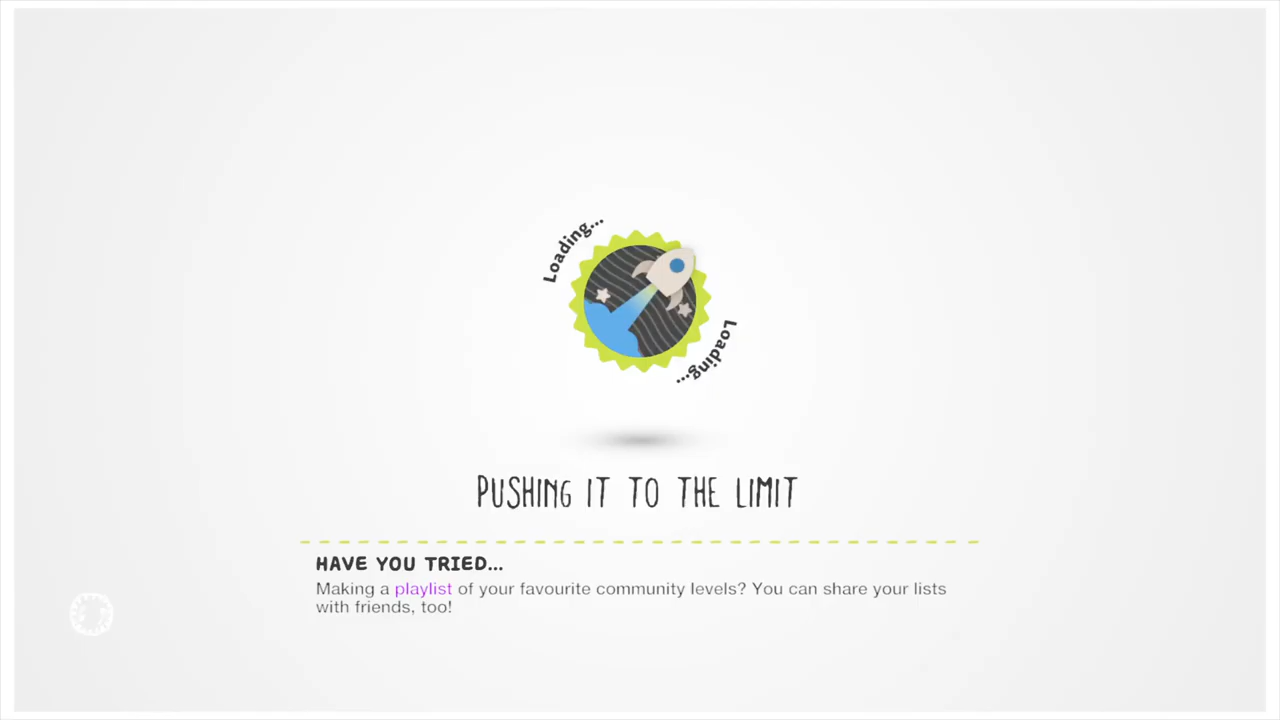 Loading...
Loading...
PUSHING IT TO THE LIMIT
HAVE YOU TRIED...
Making a playlist of your favourite community levels? You can share your lists
with friends, too!